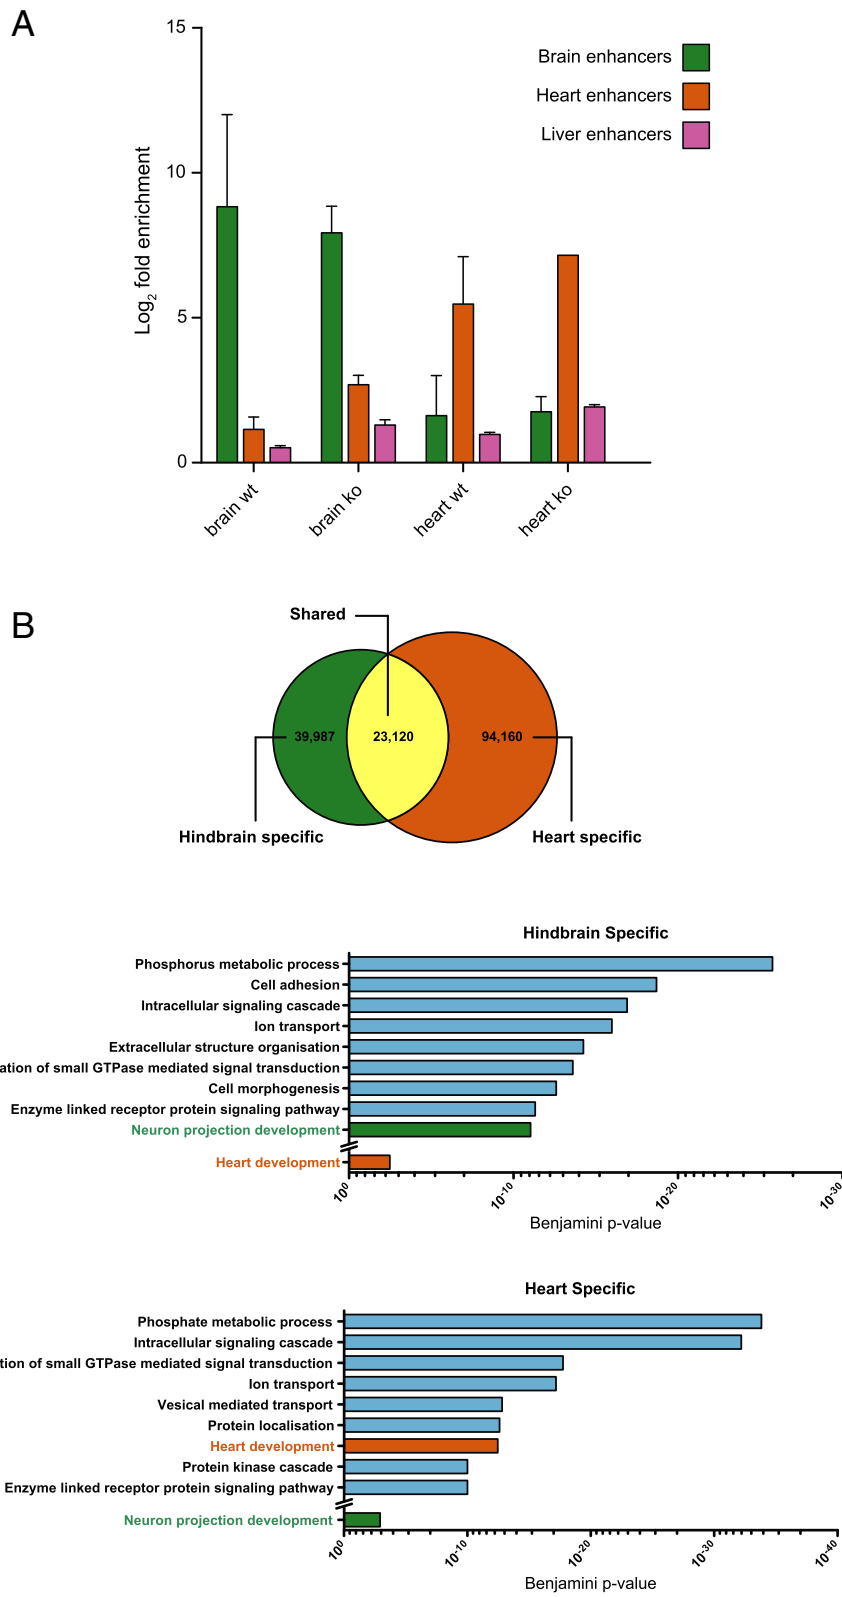 A
15
10
5
0
Log2 fold enrichment
Brain enhancers
Heart enhancers
Liver enhancers
brain wt
brain ko
heart wt
heart ko
B
Shared
39,987
23,120
94,160
Hindbrain specific
Heart specific
Hindbrain Specific
Phosphorus metabolic process
Cell adhesion
Intracellular signaling cascade
Ion transport
Extracellular structure organisation
of small GTPase mediated signal transduction
Cell morphogenesis
Enzyme linked receptor protein signaling pathway
Neuron projection development
Heart development
10^0
10^-10
10^-20
10^-30
Benjamini p-value
Heart Specific
Phosphate metabolic process
Intracellular signaling cascade
of small GTPase mediated signal transduction
Ion transport
Vesical mediated transport
Protein localisation
Heart development
Protein kinase cascade
Enzyme linked receptor protein signaling pathway
Neuron projection development
10^0
10^-10
10^-20
10^-30
10^-40
Benjamini p-value